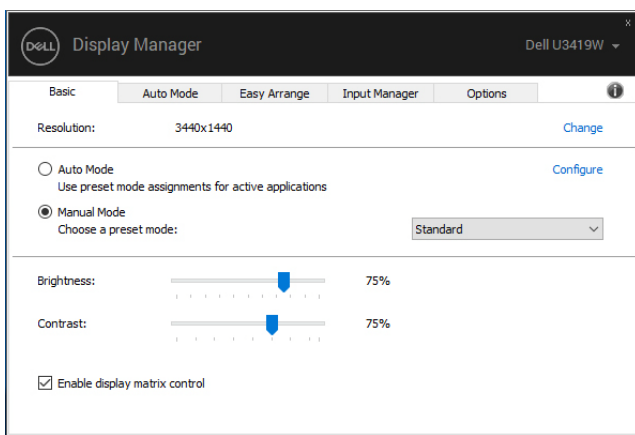 x
DELL Display Manager Dell U3419W
Basic Auto Mode Easy Arrange Input Manager Options i
Resolution: 3440x1440 Change
Auto Mode Configure
Use preset mode assignments for active applications
Manual Mode
Choose a preset mode: Standard
Brightness: 75%
Contrast: 75%
Enable display matrix control